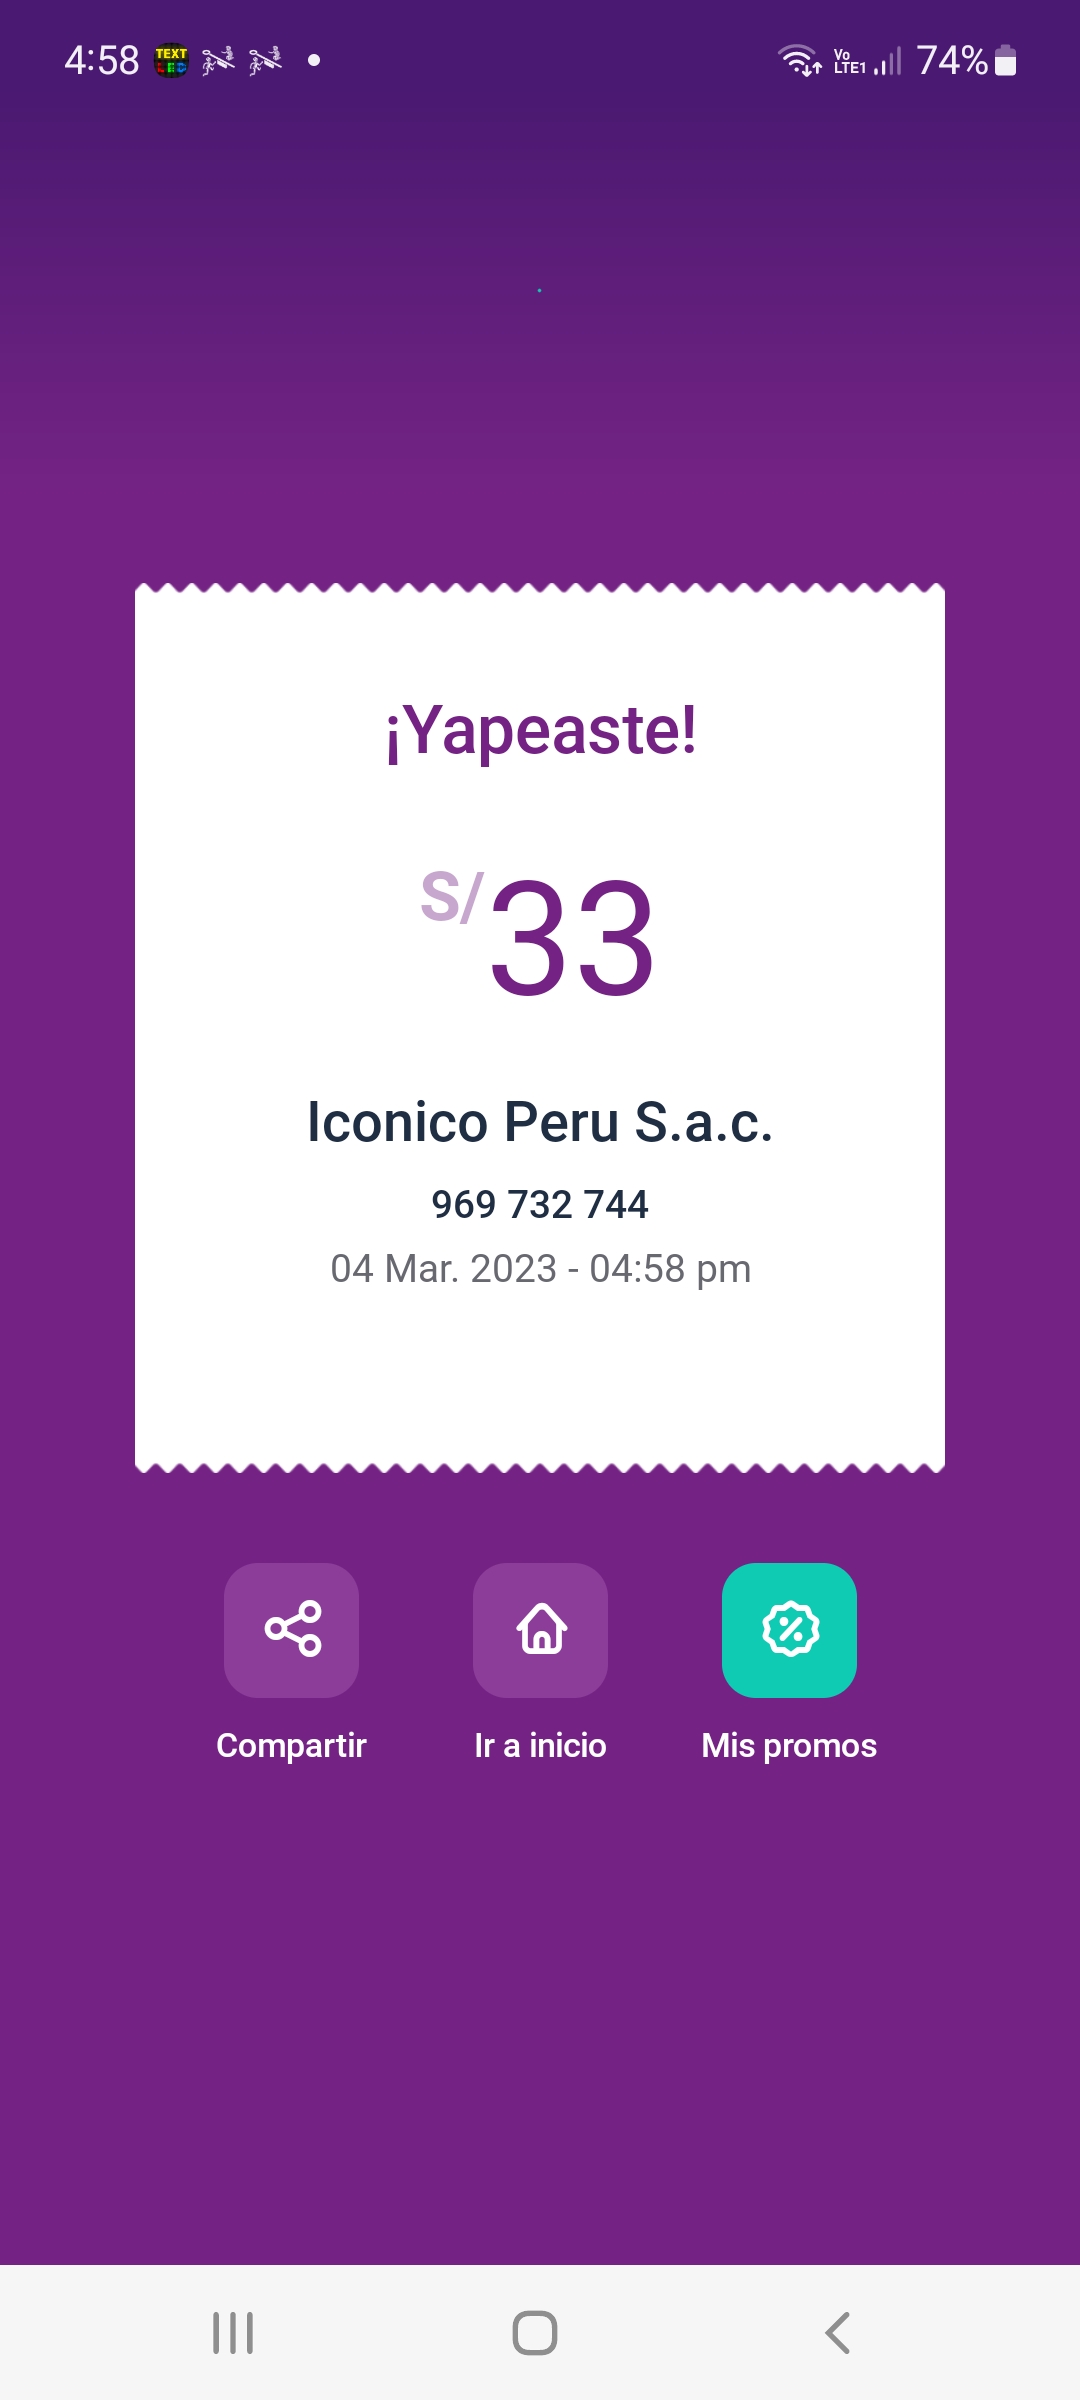 4:58 TEXT Vo LTE1 74%
¡Yapeaste!
S/33
Iconico Peru S.a.c.
969 732 744
04 Mar. 2023 - 04:58 pm
Compartir Ir a inicio Mis promos